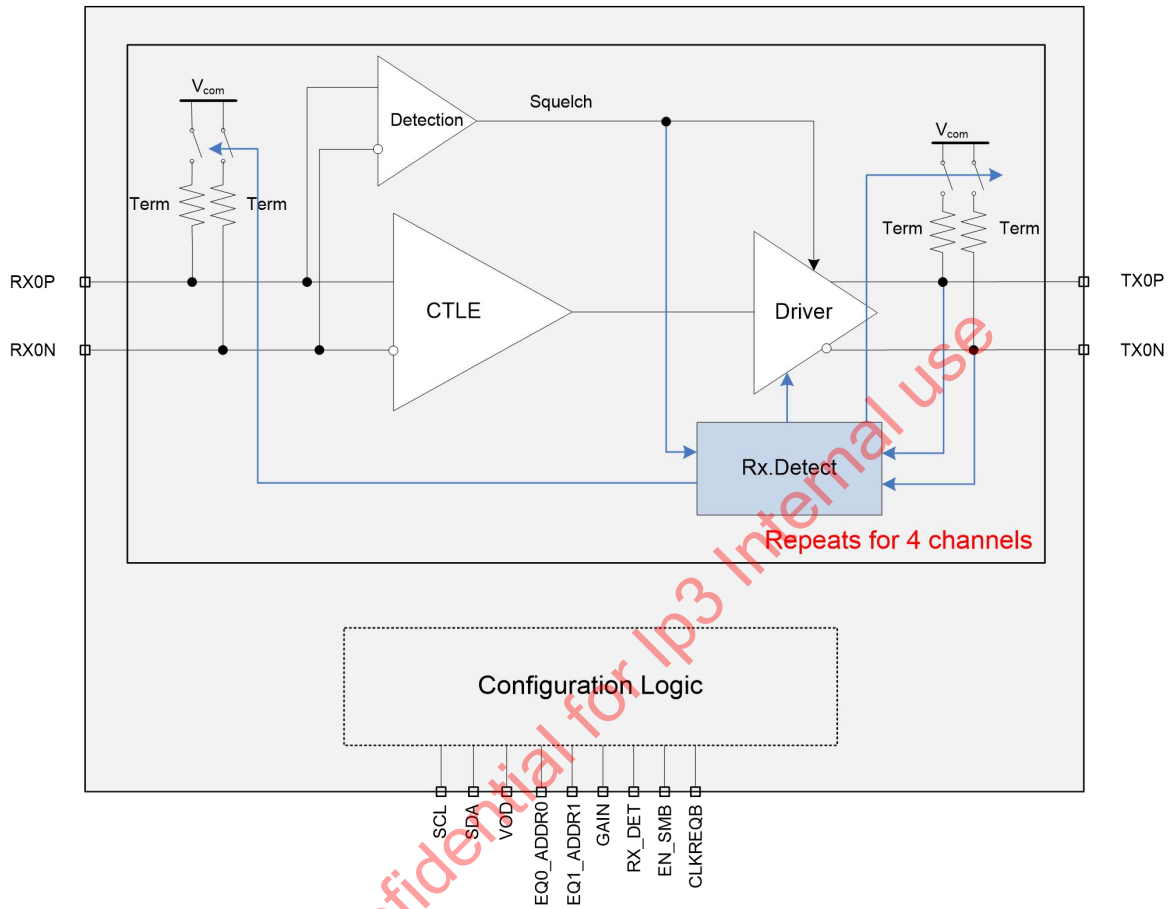 Vcom
Detection
Squelch
Vcom
Term
Term
Term
Term
RX0P
CTLE
Driver
TX0P
RX0N
TX0N
Rx.Detect
Repeats for 4 channels
Configuration Logic
SCL
SDA
VOD
EQ0_ADDR0
EQ1_ADDR1
GAIN
RX_DET
EN_SMB
CLKREQB
fidential for lp3 Internal use